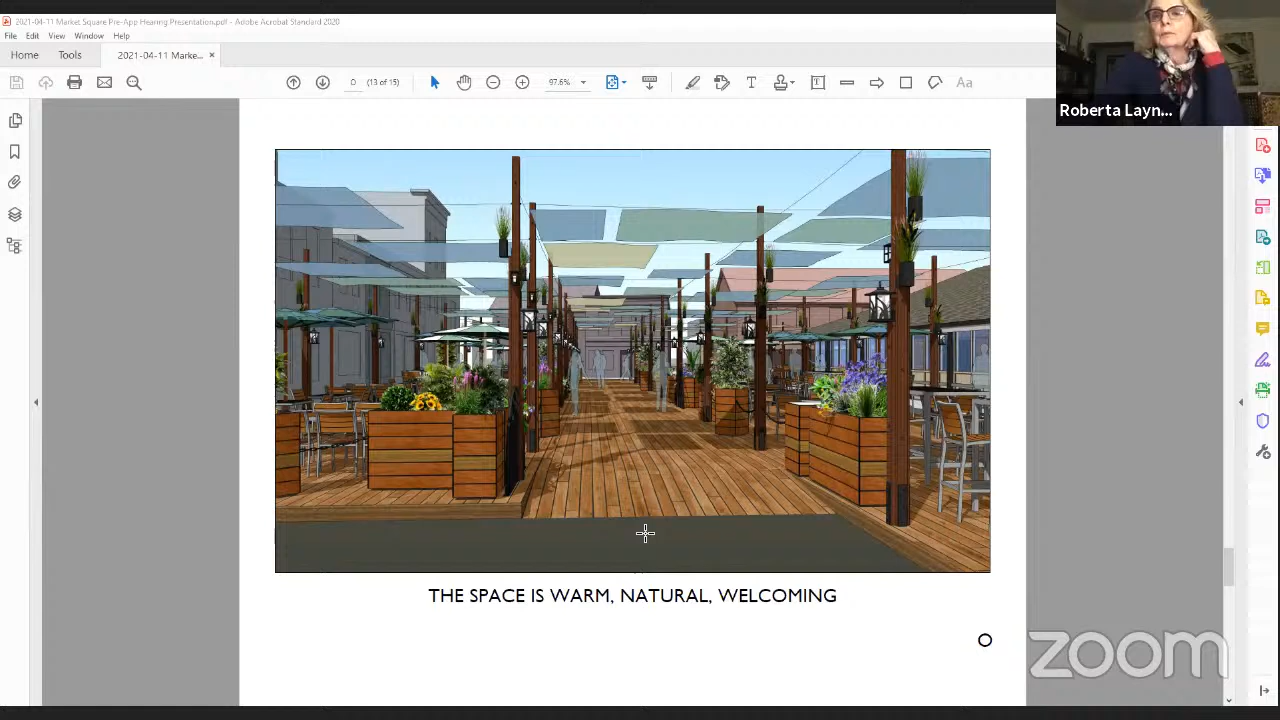 2021-04-11 Market Square Pre-App Hearing Presentation.pdf - Adobe Acrobat Standard 2020
File Edit View Window Help
Home Tools 2021-04-11 Marke... ×
0 (13 of 15) 97.6% Aa
Roberta Layn...
THE SPACE IS WARM, NATURAL, WELCOMING
O
zoom